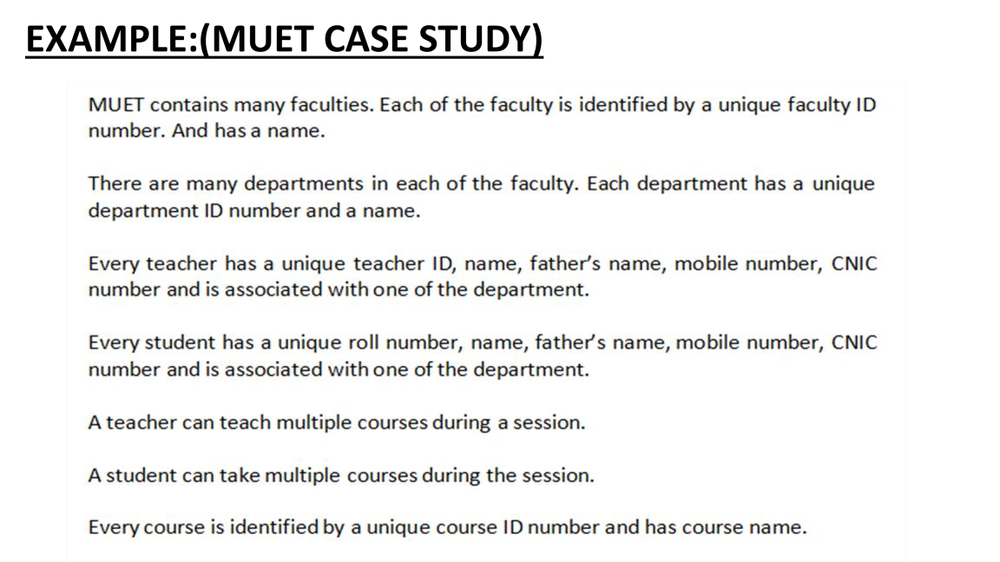 EXAMPLE:(MUET CASE STUDY)
MUET contains many faculties. Each of the faculty is identified by a unique faculty ID
number. And has a name.
There are many departments in each of the faculty. Each department has a unique
department ID number and a name.
Every teacher has a unique teacher ID, name, father’s name, mobile number, CNIC
number and is associated with one of the department.
Every student has a unique roll number, name, father’s name, mobile number, CNIC
number and is associated with one of the department.
A teacher can teach multiple courses during a session.
A student can take multiple courses during the session.
Every course is identified by a unique course ID number and has course name.